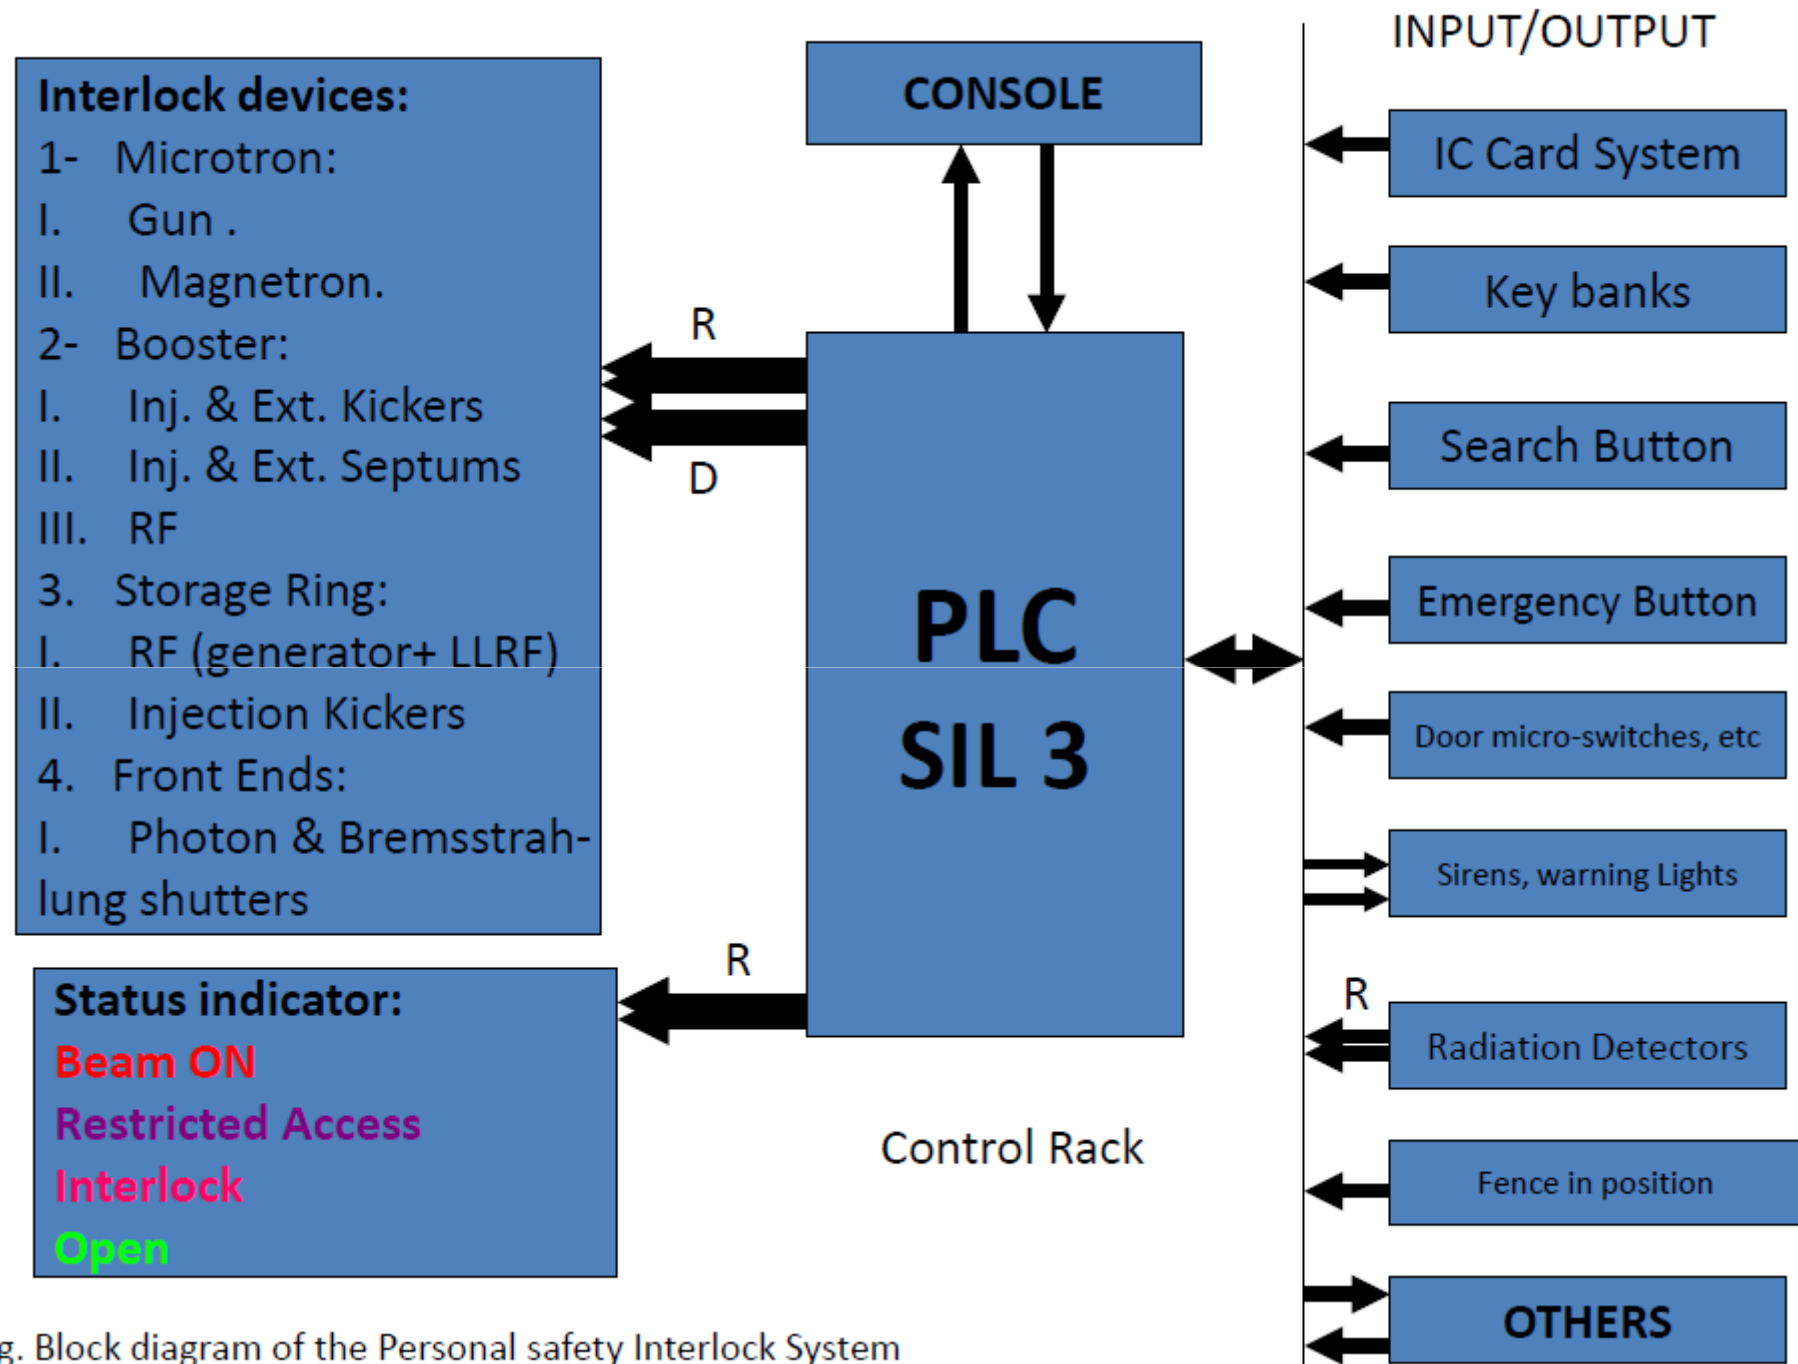 INPUT/OUTPUT
Interlock devices:
1- Microtron:
I. Gun .
II. Magnetron.
2- Booster:
I. Inj. & Ext. Kickers
II. Inj. & Ext. Septums
III. RF
3. Storage Ring:
I. RF (generator+ LLRF)
II. Injection Kickers
4. Front Ends:
I. Photon & Bremsstrah-
lung shutters
Status indicator:
Beam ON
Restricted Access
Interlock
Open
R
D
R
CONSOLE
PLC
SIL 3
Control Rack
IC Card System
Key banks
Search Button
Emergency Button
Door micro-switches, etc
Sirens, warning Lights
R
Radiation Detectors
Fence in position
OTHERS
g. Block diagram of the Personal safety Interlock System